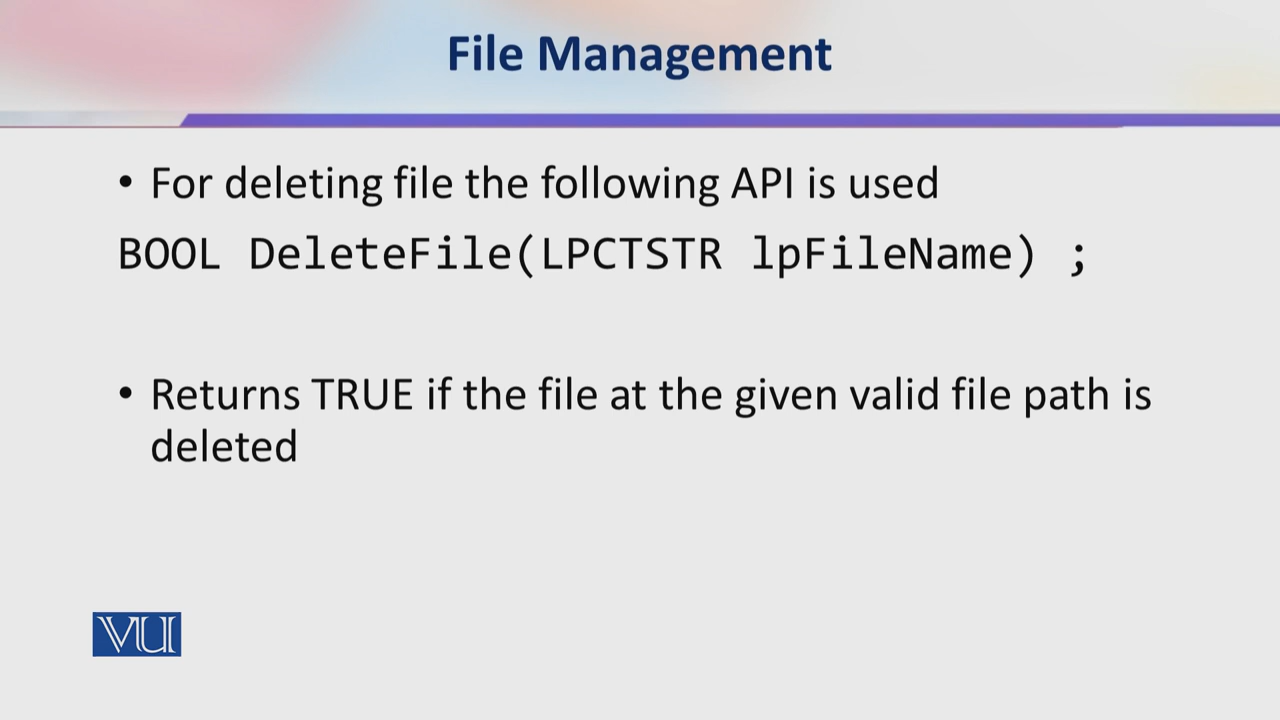 File Management
• For deleting file the following API is used
BOOL DeleteFile(LPCTSTR lpFileName) ;
• Returns TRUE if the file at the given valid file path is
deleted
VU